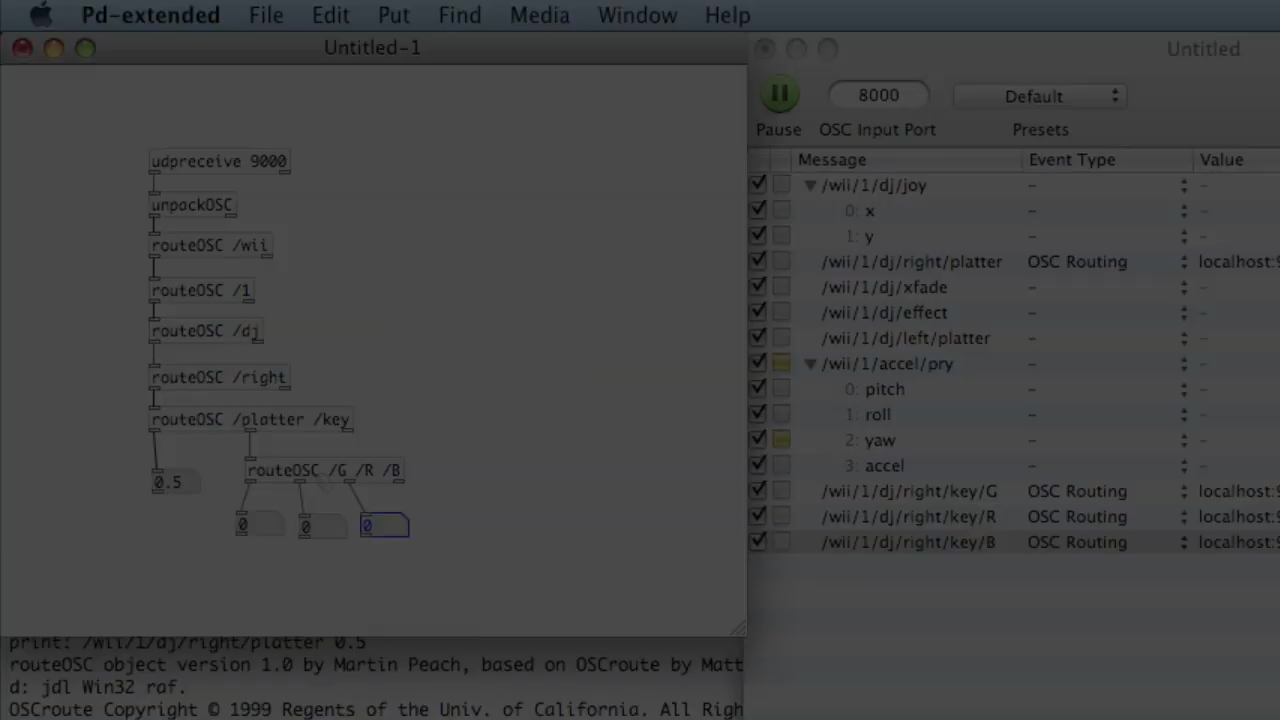 Pd-extended File Edit Put Find Media Window Help
Untitled-1
udpreceive 9000
unpackOSC
routeOSC /wii
routeOSC /1
routeOSC /dj
routeOSC /right
routeOSC /platter /key
routeOSC /G /R /B
0.5
0 0 0
print: /wii/1/dj/right/platter 0.5
routeOSC object version 1.0 by Martin Peach, based on OSCroute by Matt
d: jdl Win32 raf.
OSCroute Copyright © 1999 Regents of the Univ. of California. All Righ
Untitled
8000 Default
Pause OSC Input Port Presets
Message Event Type Value
/wii/1/dj/joy – –
0: x – –
1: y – –
/wii/1/dj/right/platter OSC Routing localhost:9
/wii/1/dj/xfade – –
/wii/1/dj/effect – –
/wii/1/dj/left/platter – –
/wii/1/accel/pry – –
0: pitch – –
1: roll – –
2: yaw – –
3: accel – –
/wii/1/dj/right/key/G OSC Routing localhost:9
/wii/1/dj/right/key/R OSC Routing localhost:9
/wii/1/dj/right/key/B OSC Routing localhost:9